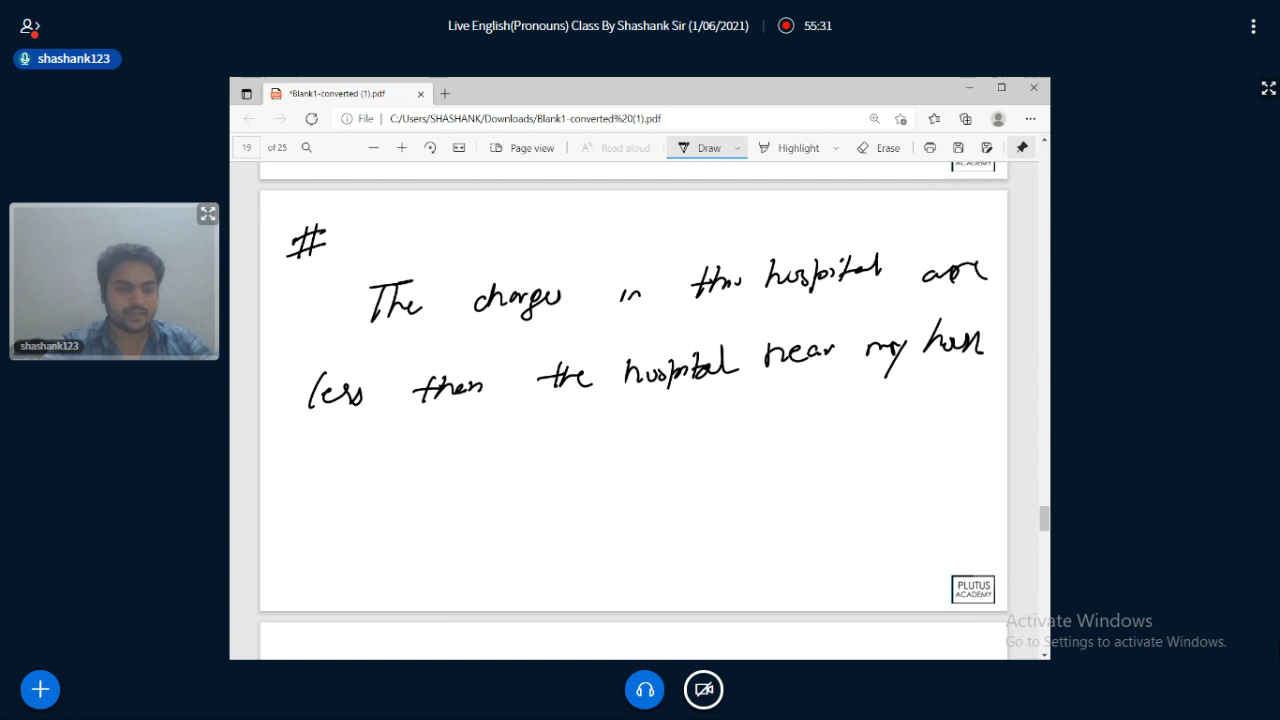 Live English(Pronouns) Class By Shashank Sir (1/06/2021) 55:31
shashank123
*Blank1-converted (1).pdf
File C:/Users/SHASHANK/Downloads/Blank1-converted%20(1).pdf
19 of 25 Page view Read aloud Draw Highlight Erase
ACADEMY
#
The charges in this hospital are
less than the hospital near my house
shashank123
PLUTUS
ACADEMY
Activate Windows
Go to Settings to activate Windows.